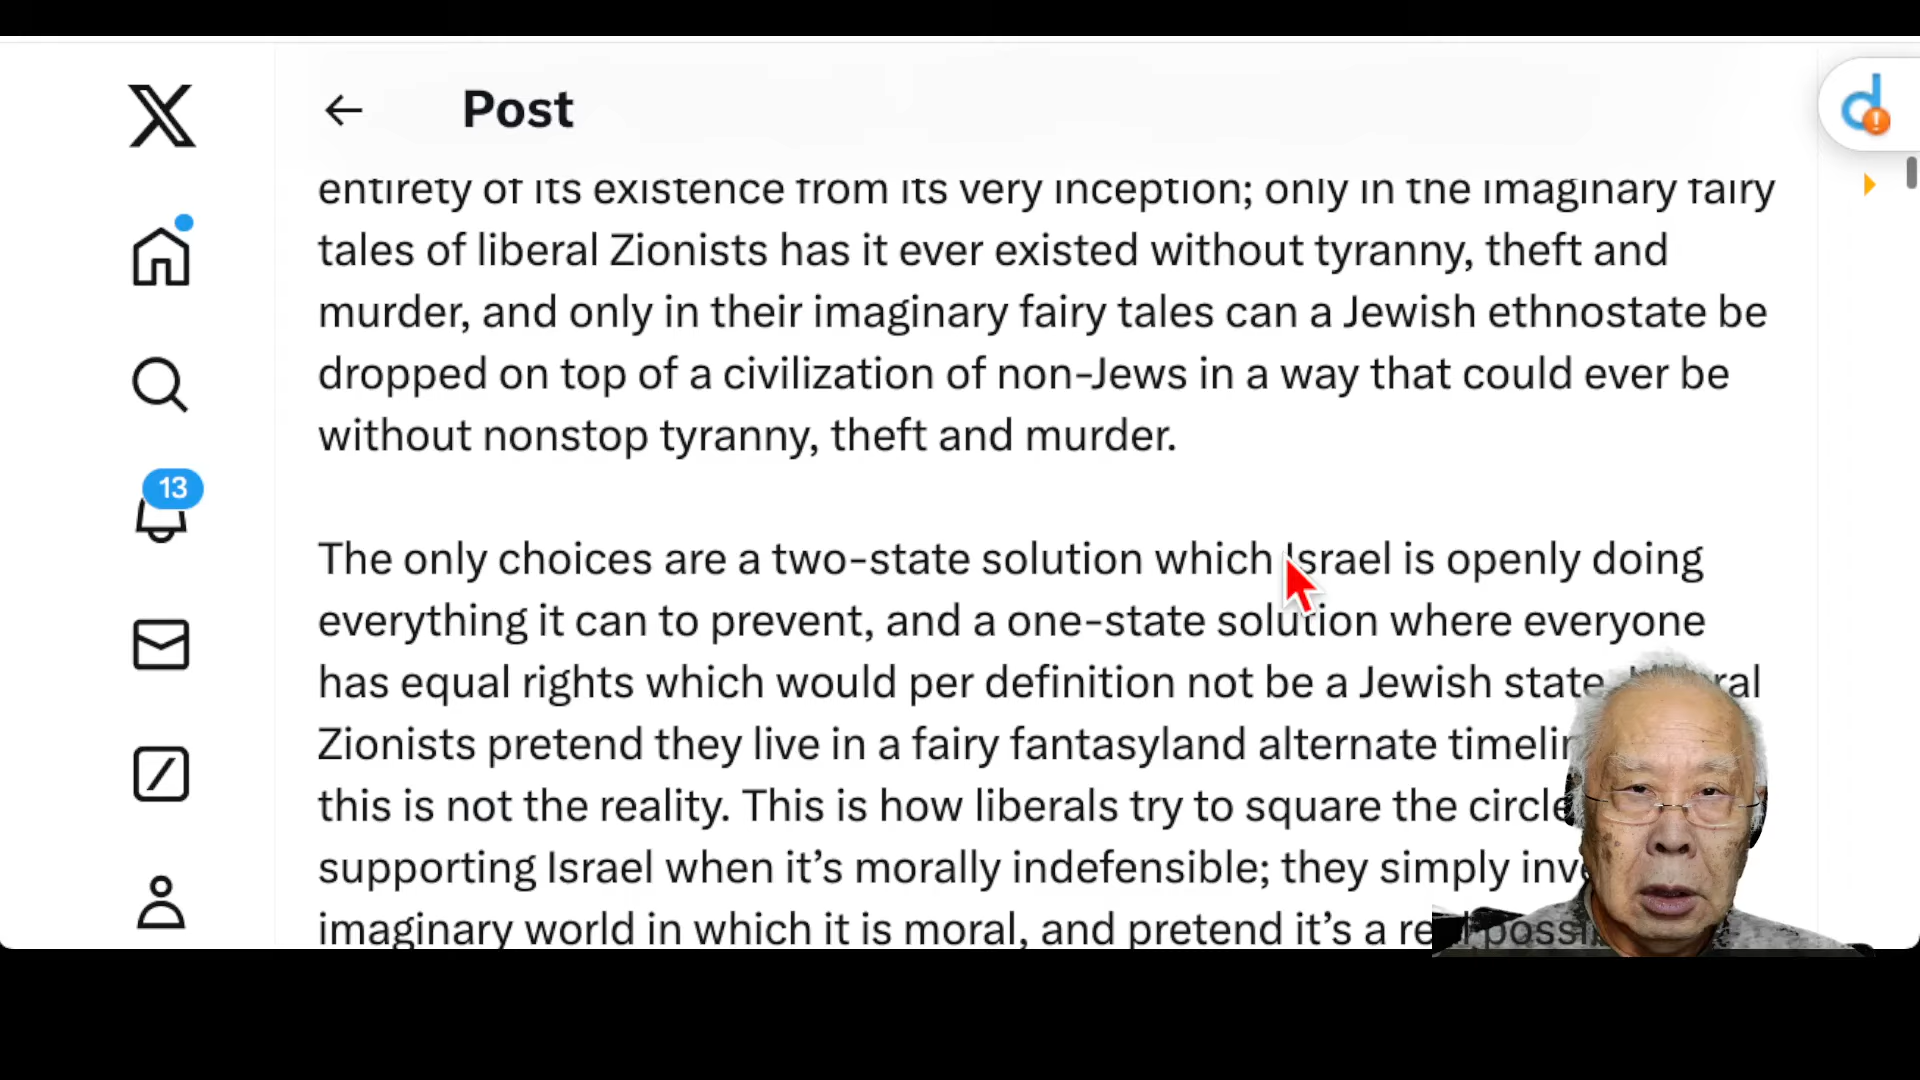 Post
entirety of its existence from its very inception; only in the imaginary fairy
tales of liberal Zionists has it ever existed without tyranny, theft and
murder, and only in their imaginary fairy tales can a Jewish ethnostate be
dropped on top of a civilization of non-Jews in a way that could ever be
without nonstop tyranny, theft and murder.
13
The only choices are a two-state solution which Israel is openly doing
everything it can to prevent, and a one-state solution where everyone
has equal rights which would per definition not be a Jewish state.
Zionists pretend they live in a fairy fantasyland alternate
this is not the reality. This is how liberals try to square the circle
supporting Israel when it's morally indefensible; they simply
imaginary world in which it is moral, and pretend it's a